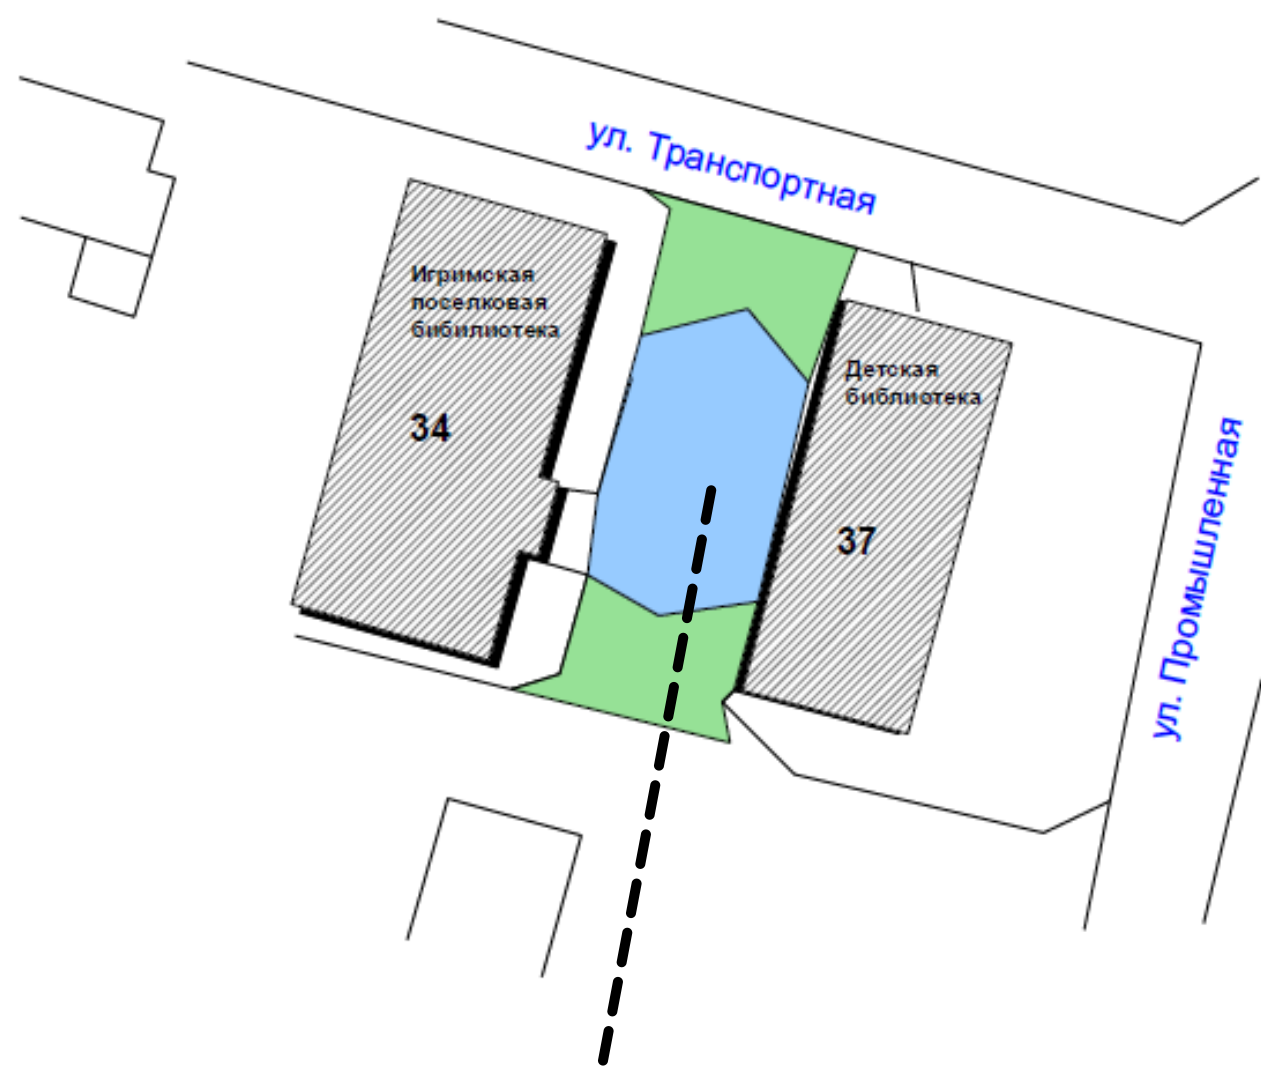 ул. Транспортная
Игримская
поселковая
бибилиотека
34
Детская
библиотека
37
ул. Промышленная